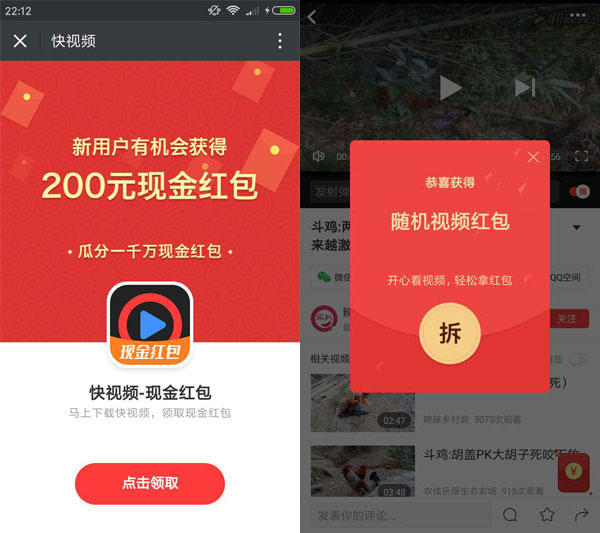 22:12
快视频
新用户有机会获得
200元现金红包
瓜分一千万现金红包
现金红包
快视频-现金红包
马上下载快视频，领取现金红包
点击领取
恭喜获得
随机视频红包
开心看视频，轻松拿红包
拆
发射弹
弹
斗鸡:两
来越激
微信
QQ空间
关注
相关视频
播放
死）
02:47
婶妹乡村游 5073次观看
斗鸡:胡盖PK大胡子死咬不放
03:48
农佳乐原生态农场 915次观看
发表你的评论...